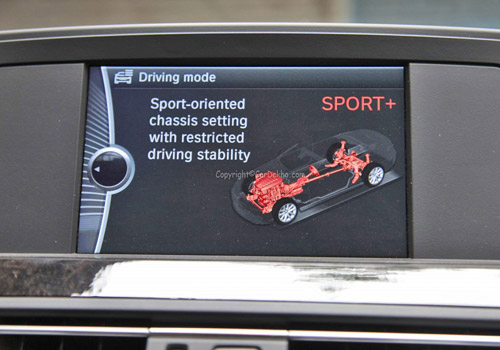 Driving mode
Sport-oriented
chassis setting
with restricted
driving stability
SPORT+
Copyright©CarDekho.com